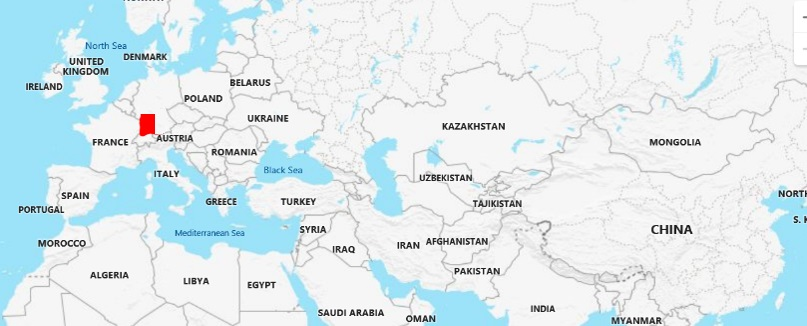 North Sea
DENMARK
UNITED
KINGDOM
IRELAND
BELARUS
POLAND
UKRAINE
KAZAKHSTAN
FRANCE
AUSTRIA
MONGOLIA
ROMANIA
Black Sea
ITALY
UZBEKISTAN
SPAIN
GREECE
TURKEY
TAJIKISTAN
NORTH
PORTUGAL
S. K
SYRIA
CHINA
Mediterranean Sea
MOROCCO
IRAQ
IRAN
AFGHANISTAN
ALGERIA
LIBYA
EGYPT
PAKISTAN
SAUDI ARABIA
OMAN
INDIA
MYANMAR